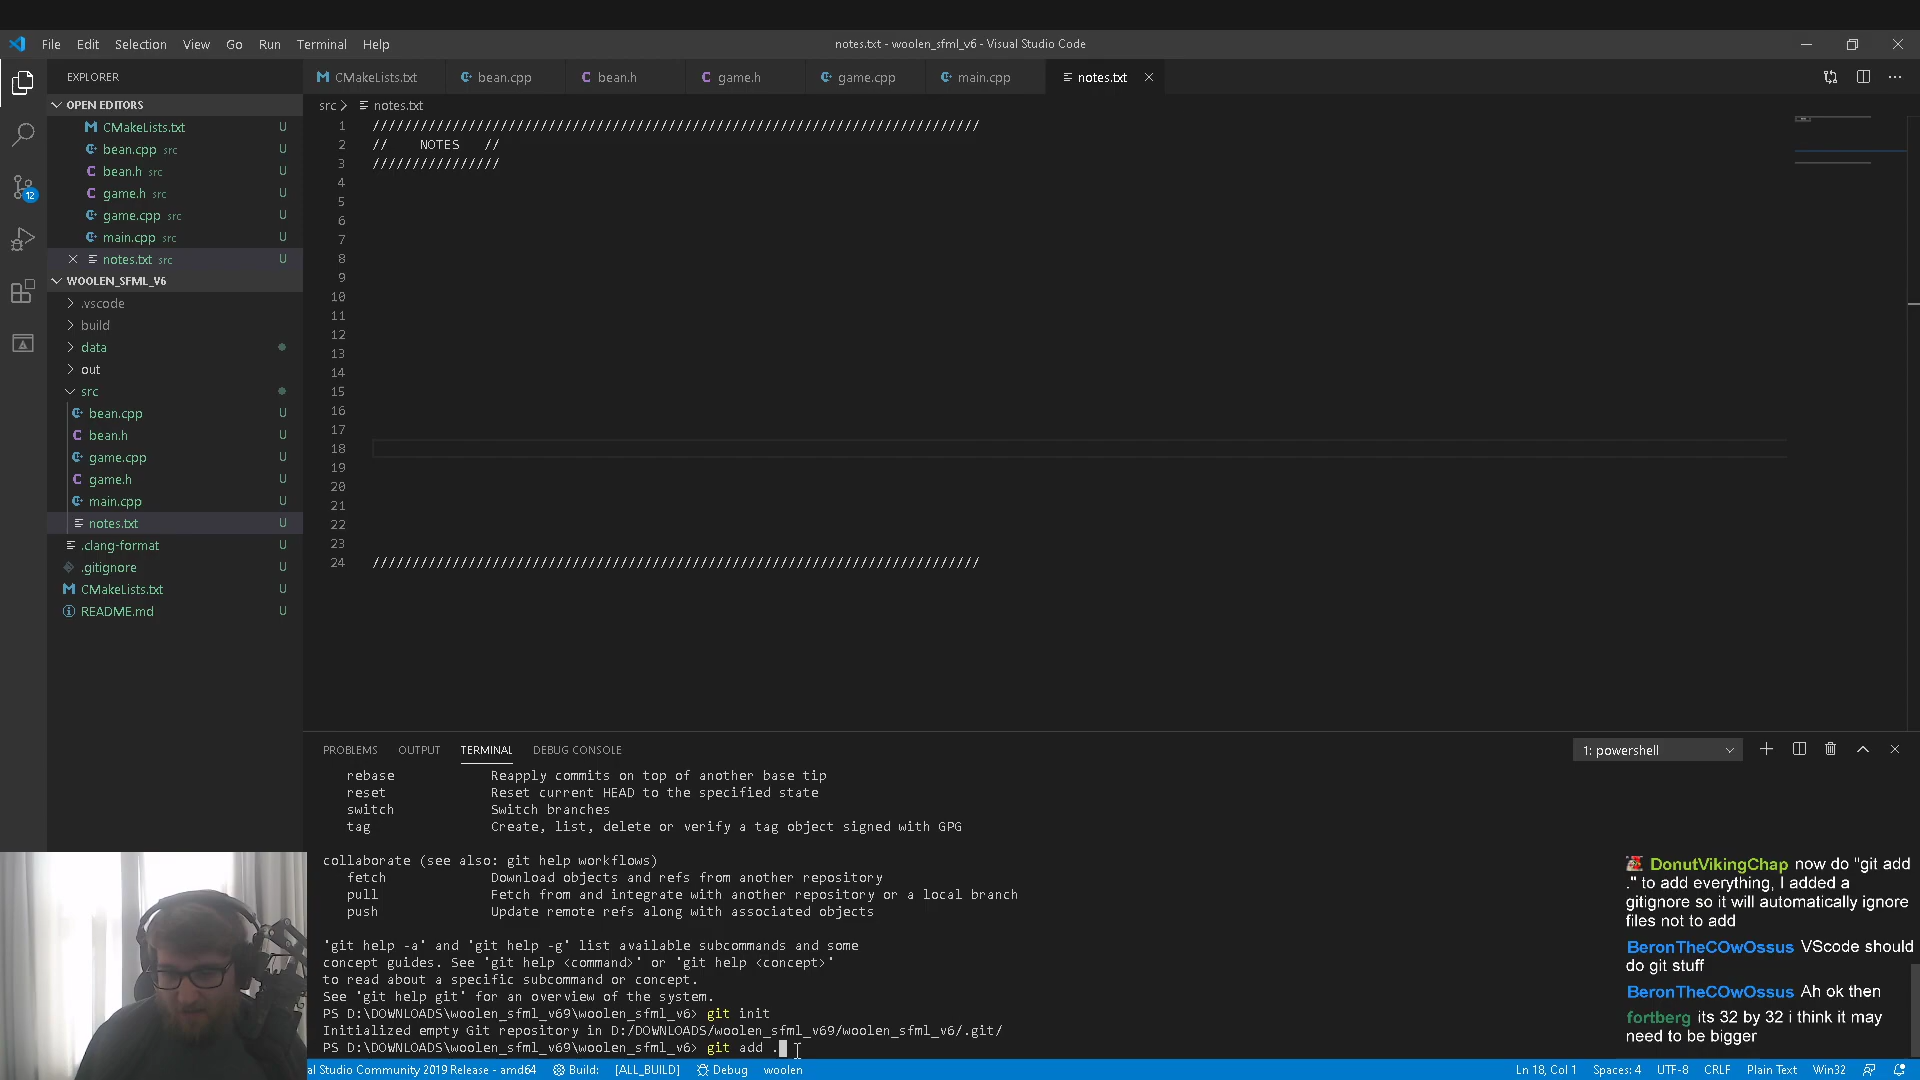 File Edit Selection View Go Run Terminal Help
notes.txt - woolen_sfml_v6 - Visual Studio Code
EXPLORER
CMakeLists.txt bean.cpp bean.h game.h game.cpp main.cpp notes.txt
OPEN EDITORS
CMakeLists.txt U
bean.cpp src U
bean.h src U
game.h src U
game.cpp src U
main.cpp src U
notes.txt src U
WOOLEN_SFML_V6
.vscode
build
data
out
src
bean.cpp U
bean.h U
game.cpp U
game.h U
main.cpp U
notes.txt U
.clang-format U
.gitignore U
CMakeLists.txt U
README.md U
12
src > notes.txt
1 ////////////////////////////////////////////////////////////////////////////
2 // NOTES //
3 ////////////////
4
5
6
7
8
9
10
11
12
13
14
15
16
17
18
19
20
21
22
23
24 ////////////////////////////////////////////////////////////////////////////
PROBLEMS OUTPUT TERMINAL DEBUG CONSOLE
1: powershell
rebase Reapply commits on top of another base tip
reset Reset current HEAD to the specified state
switch Switch branches
tag Create, list, delete or verify a tag object signed with GPG
collaborate (see also: git help workflows)
fetch Download objects and refs from another repository
pull Fetch from and integrate with another repository or a local branch
push Update remote refs along with associated objects
'git help -a' and 'git help -g' list available subcommands and some
concept guides. See 'git help <command>' or 'git help <concept>'
to read about a specific subcommand or concept.
See 'git help git' for an overview of the system.
PS D:\DOWNLOADS\woolen_sfml_v69\woolen_sfml_v6> git init
Initialized empty Git repository in D:/DOWNLOADS/woolen_sfml_v69/woolen_sfml_v6/.git/
PS D:\DOWNLOADS\woolen_sfml_v69\woolen_sfml_v6> git add .
DonutVikingChap now do "git add
." to add everything, I added a
gitignore so it will automatically ignore
files not to add
BeronTheCOwOssus VScode should
do git stuff
BeronTheCOwOssus Ah ok then
fortberg its 32 by 32 i think it may
need to be bigger
al Studio Community 2019 Release - amd64 Build: [ALL_BUILD] Debug woolen
Ln 18, Col 1 Spaces: 4 UTF-8 CRLF Plain Text Win32